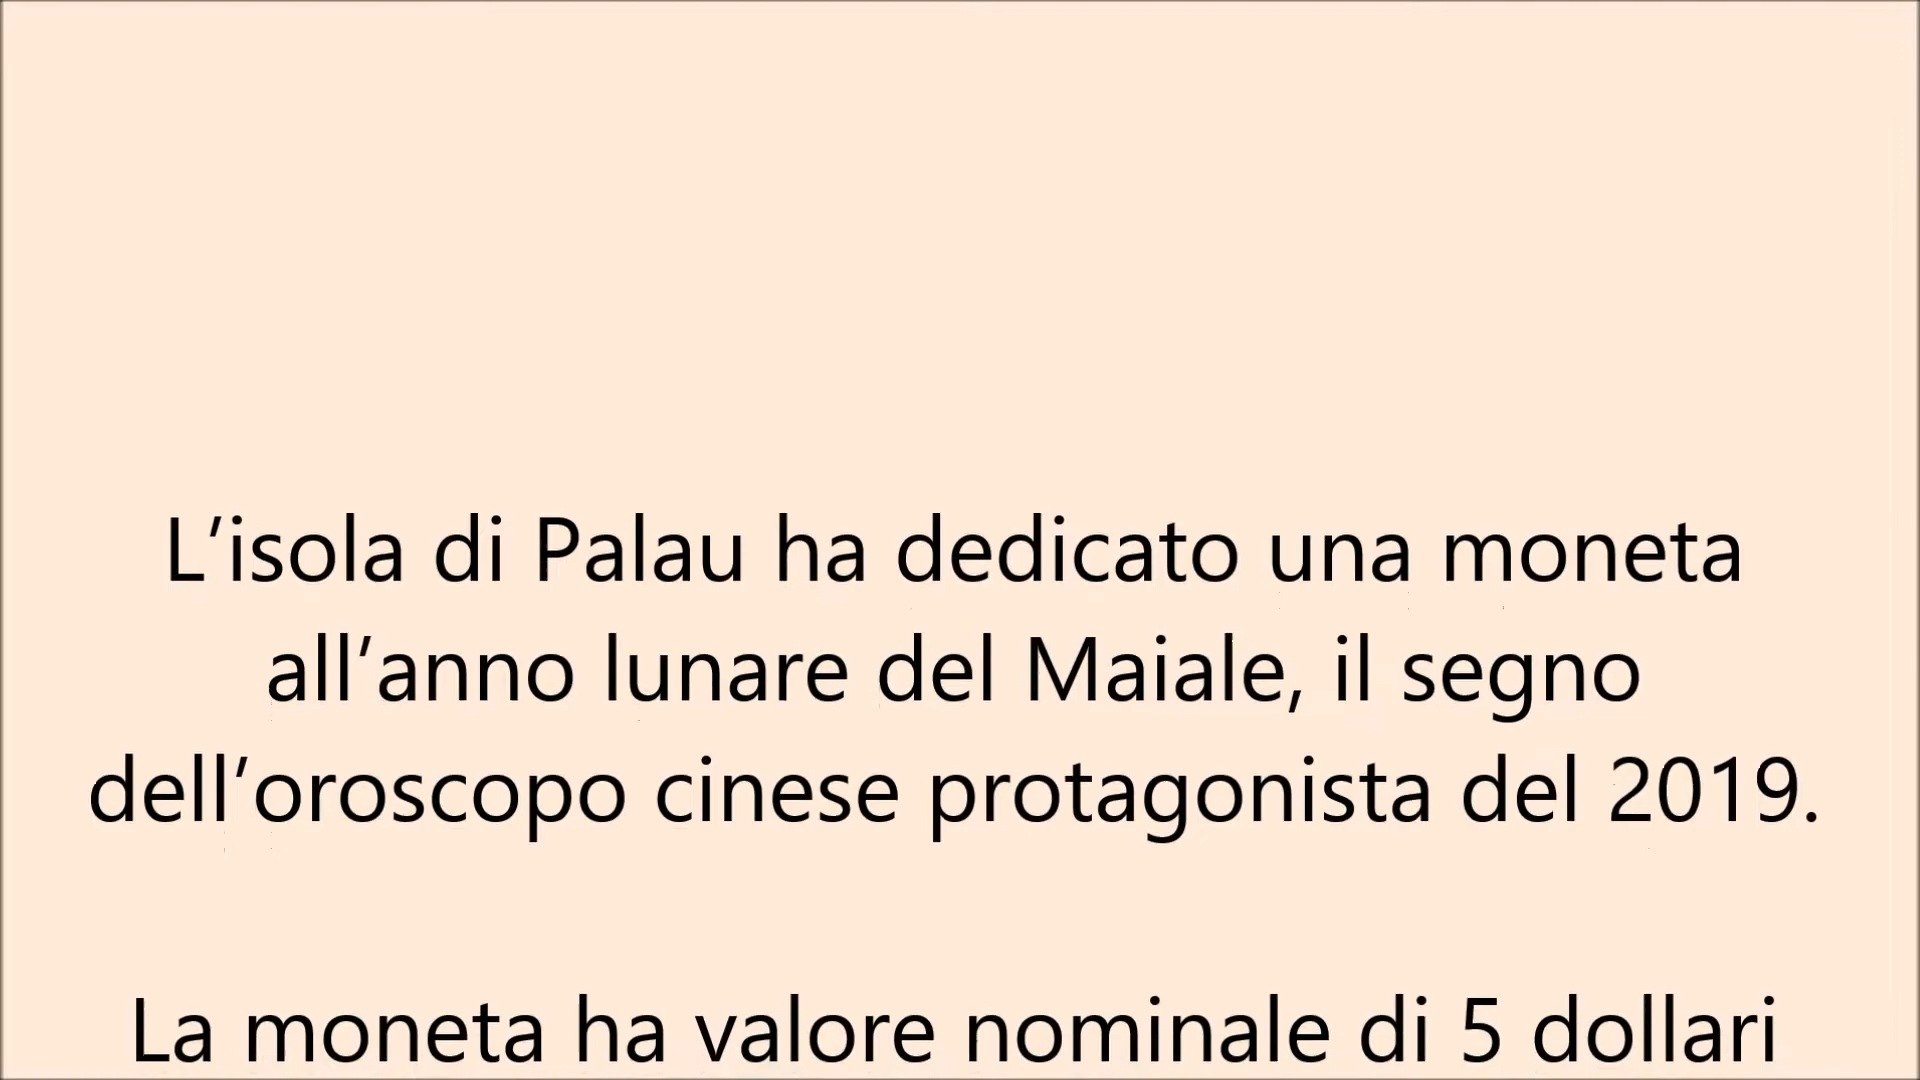 L’isola di Palau ha dedicato una moneta
all’anno lunare del Maiale, il segno
dell’oroscopo cinese protagonista del 2019.
La moneta ha valore nominale di 5 dollari